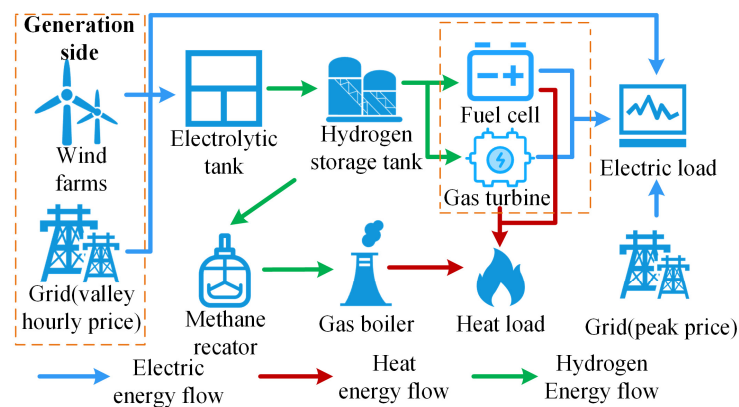 Generation
side
Wind
farms
Electrolytic
tank
Hydrogen
storage tank
Fuel cell
Gas turbine
Electric load
Grid(valley
hourly price)
Methane
recator
Gas boiler
Heat load
Grid(peak price)
Electric
energy flow
Heat
energy flow
Hydrogen
Energy flow